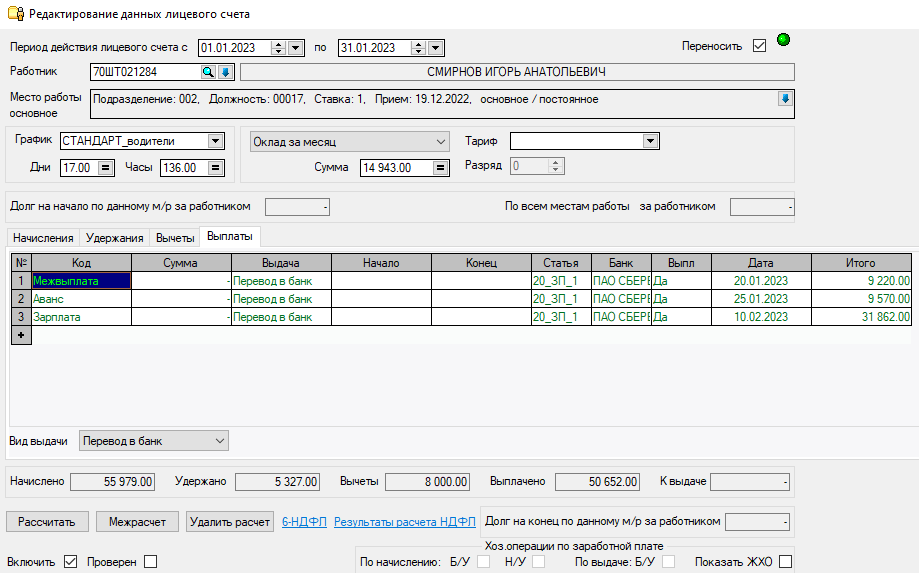 Редактирование данных лицевого счета
Период действия лицевого счета с 01.01.2023 по 31.01.2023 Переносить
Работник 70ШТ021284 СМИРНОВ ИГОРЬ АНАТОЛЬЕВИЧ
Место работы основное Подразделение: 002, Должность: 00017, Ставка: 1, Прием: 19.12.2022, основное / постоянное
График СТАНДАРТ_водители Оклад за месяц Тариф
Дни 17.00 Часы 136.00 Сумма 14 943.00 Разряд 0
Долг на начало по данному м/р за работником - По всем местам работы за работником -
Начисления Удержания Вычеты Выплаты
№ Код Сумма Выдача Начало Конец Статья Банк Выпл Дата Итого
1 Межвыплата - Перевод в банк 20_ЗП_1 ПАО СБЕРЕ Да 20.01.2023 9 220.00
2 Аванс - Перевод в банк 20_ЗП_1 ПАО СБЕРЕ Да 25.01.2023 9 570.00
3 Зарплата - Перевод в банк 20_ЗП_1 ПАО СБЕРЕ Да 10.02.2023 31 862.00
+
Вид выдачи Перевод в банк
Начислено 55 979.00 Удержано 5 327.00 Вычеты 8 000.00 Выплачено 50 652.00 К выдаче -
Рассчитать Межрасчет Удалить расчет 6-НДФЛ Результаты расчета НДФЛ Долг на конец по данному м/р за работником -
Хоз.операции по заработной плате
Включить Проверен По начислению: Б/У Н/У По выдаче: Б/У Показать ЖХО